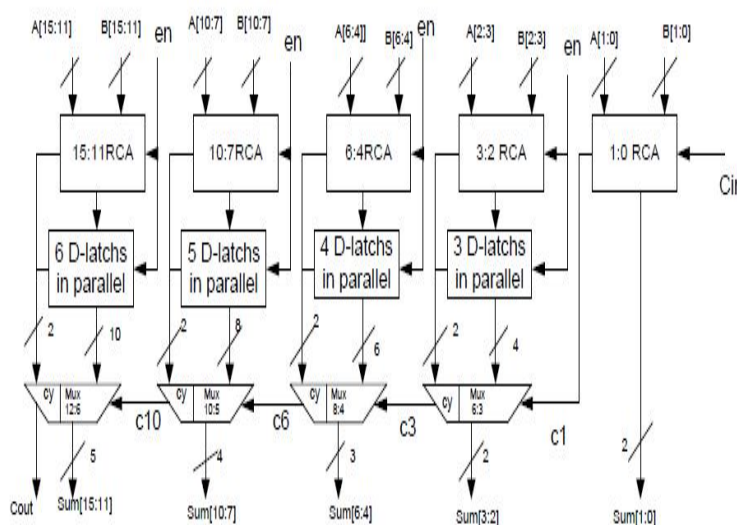 A[15:11] B[15:11] en A[10:7] B[10:7] en A[6:4]] B[6:4] en A[2:3] B[2:3] en A[1:0] B[1:0]
15:11RCA 10:7RCA 6:4RCA 3:2 RCA 1:0 RCA
Cin
6 D-latchs in parallel
5 D-latchs in parallel
4 D-latchs in parallel
3 D-latchs in parallel
2 10 2 8 2 6 2 4
cy Mux 12:6 c10 cy Mux 10:5 c6 cy Mux 8:4 c3 cy Mux 6:3 c1
5 4 3 2 2
Cout Sum[15:11] Sum[10:7] Sum[6:4] Sum[3:2] Sum[1:0]